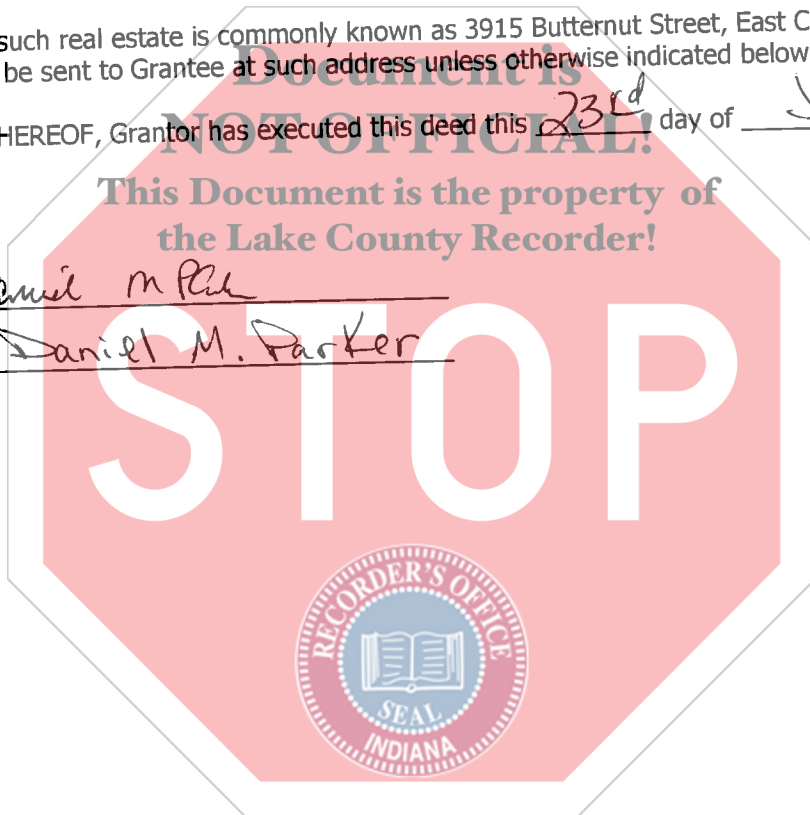 such real estate is commonly known as 3915 Butternut Street, East C
be sent to Grantee at such address unless otherwise indicated below
Document is
HEREOF, Grantor has executed this deed this 23rd day of
NOT OFFICIAL!
This Document is the property of
the Lake County Recorder!
Daniel M. Parker
STOP
RECORDER'S OFFICE
SEAL
INDIANA